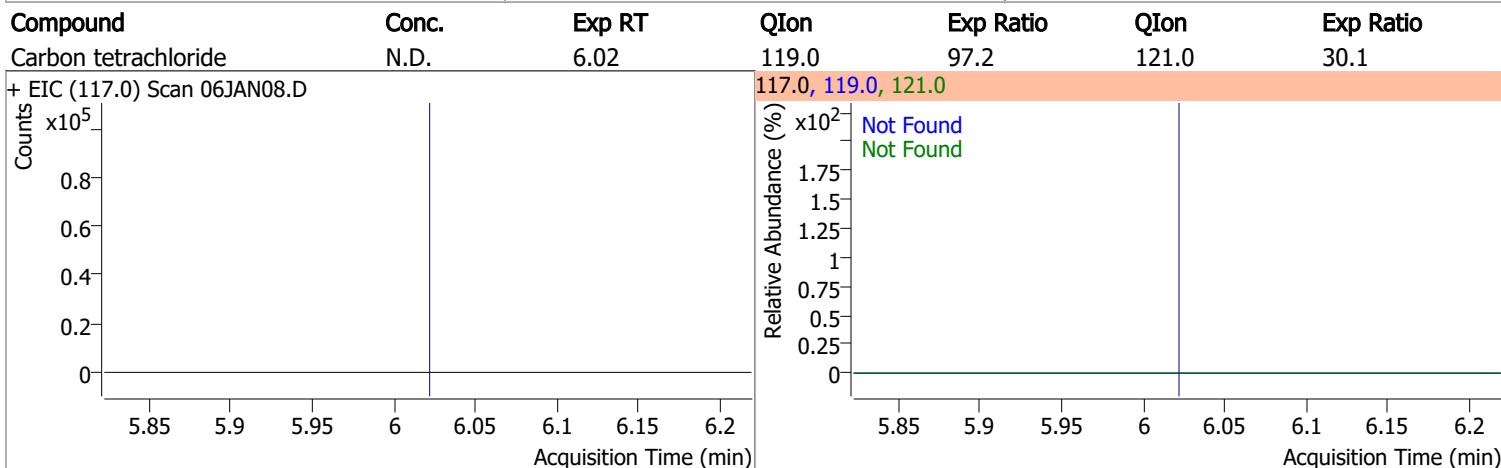 Compound Conc. Exp RT QIon Exp Ratio QIon Exp Ratio
Carbon tetrachloride N.D. 6.02 119.0 97.2 121.0 30.1
+ EIC (117.0) Scan 06JAN08.D
Counts
x10^5
0.8
0.6
0.4
0.2
0
5.85 5.9 5.95 6 6.05 6.1 6.15 6.2
Acquisition Time (min)
117.0, 119.0, 121.0
Relative Abundance (%)
x10^2
Not Found
Not Found
1.75
1.5
1.25
1
0.75
0.5
0.25
0
5.85 5.9 5.95 6 6.05 6.1 6.15 6.2
Acquisition Time (min)